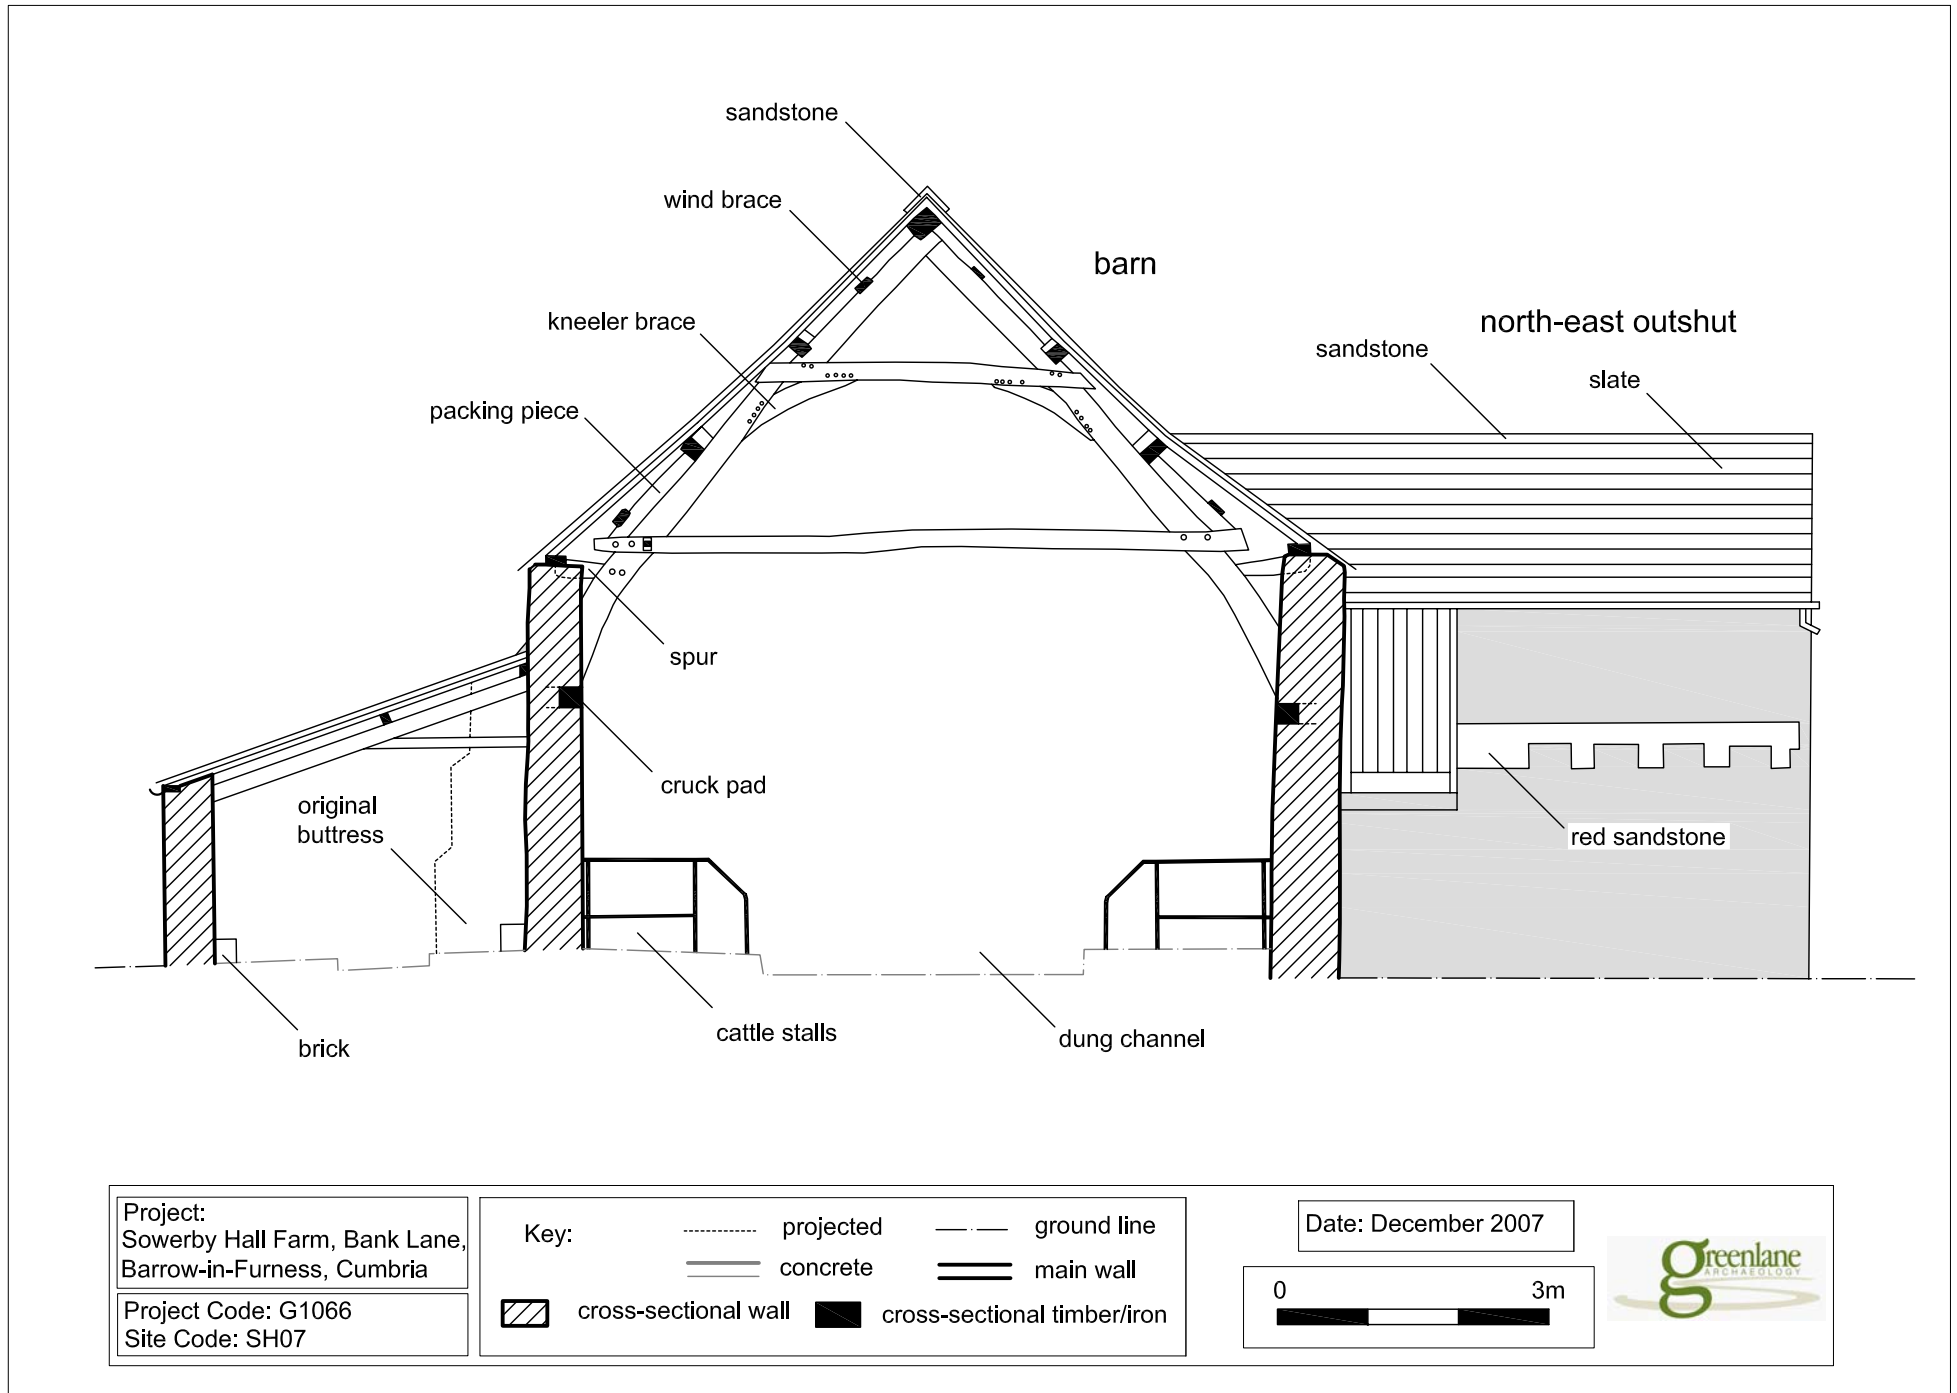 sandstone
wind brace
barn
kneeler brace
north-east outshut
sandstone
slate
packing piece
spur
cruck pad
original
buttress
red sandstone
cattle stalls
dung channel
brick
Project:
Sowerby Hall Farm, Bank Lane,
Barrow-in-Furness, Cumbria
Project Code: G1066
Site Code: SH07
Key:
projected
ground line
concrete
main wall
cross-sectional wall
cross-sectional timber/iron
Date: December 2007
0 3m
greenlane
ARCHAEOLOGY